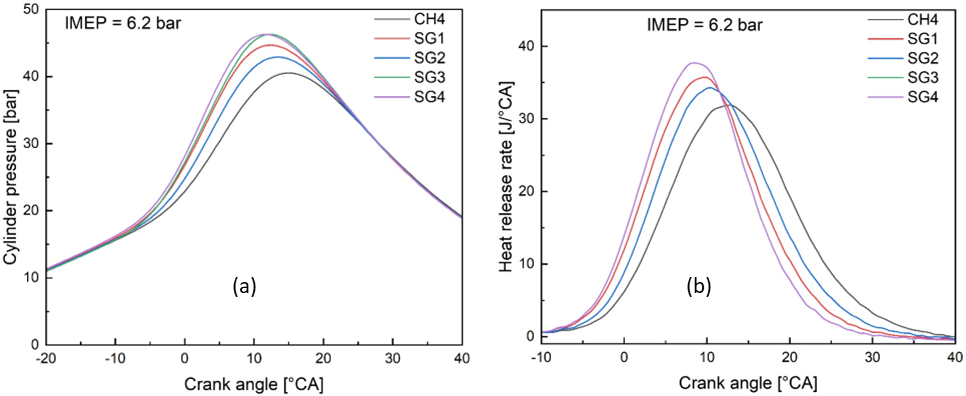 IMEP = 6.2 bar
CH4
SG1
SG2
SG3
SG4
Cylinder pressure [bar]
50
40
30
20
10
0
-20
-10
0
10
20
30
40
Crank angle [°CA]
(a)
IMEP = 6.2 bar
CH4
SG1
SG2
SG3
SG4
Heat release rate [J/°CA]
40
30
20
10
0
-10
0
10
20
30
40
Crank angle [°CA]
(b)